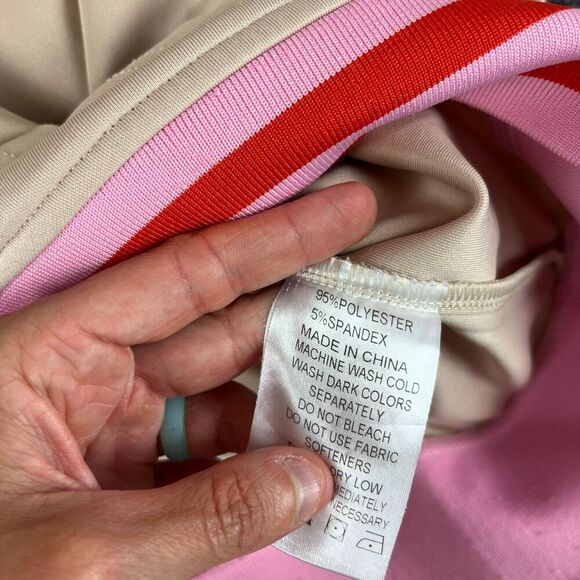 95%POLYESTER
5%SPANDEX
MADE IN CHINA
MACHINE WASH COLD
WASH DARK COLORS
SEPARATELY
DO NOT BLEACH
DO NOT USE FABRIC
SOFTENERS
DRY LOW
NECESSARY